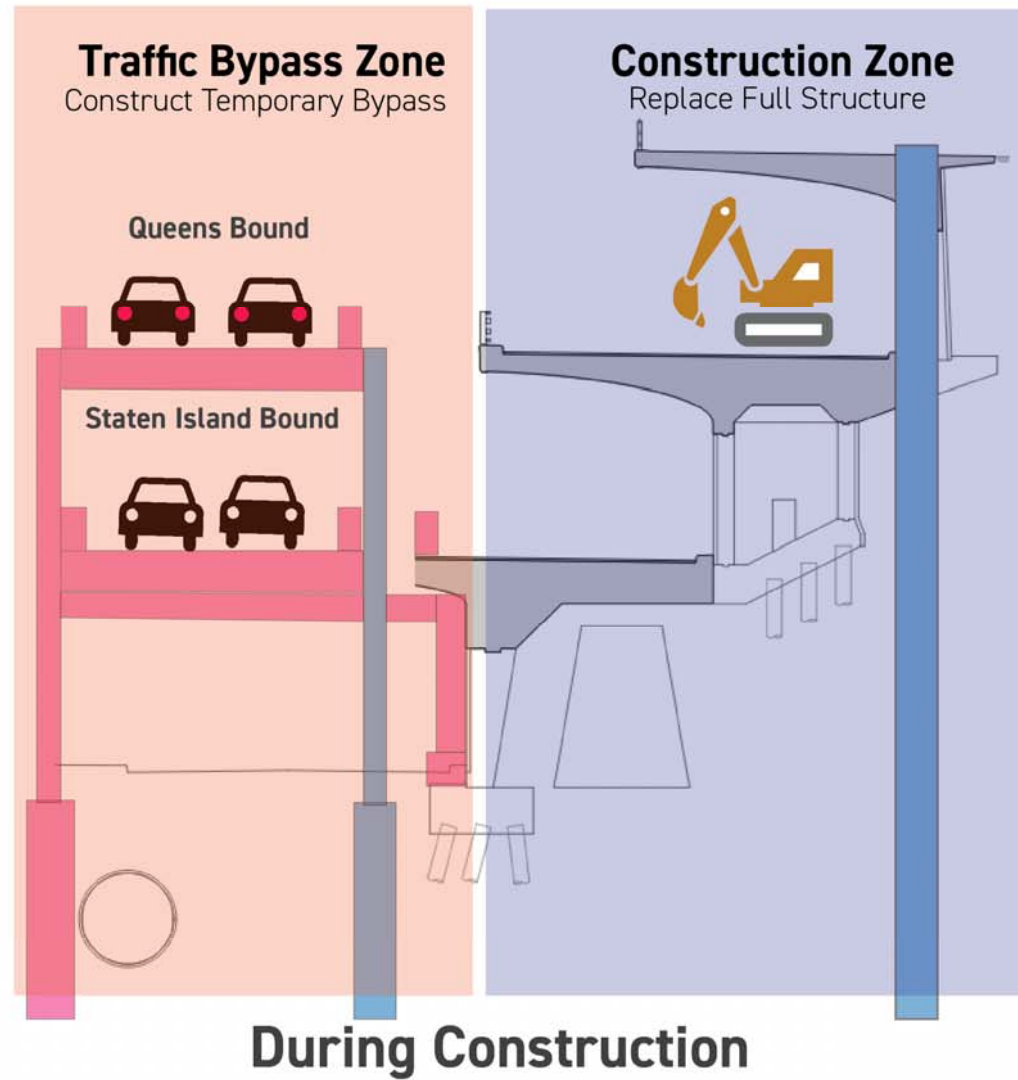 Traffic Bypass Zone
Construct Temporary Bypass
Construction Zone
Replace Full Structure
Queens Bound
Staten Island Bound
During Construction